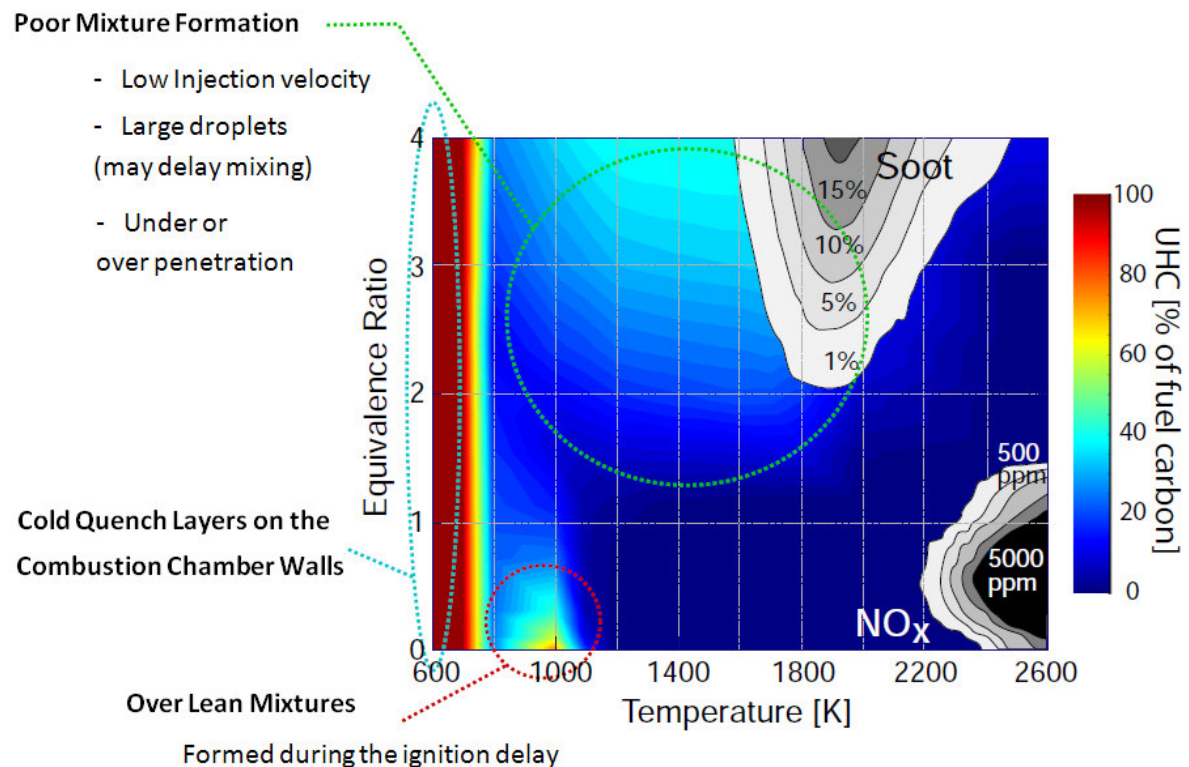 Poor Mixture Formation
- Low Injection velocity
- Large droplets
(may delay mixing)
- Under or
over penetration
Cold Quench Layers on the
Combustion Chamber Walls
Over Lean Mixtures
Formed during the ignition delay
Equivalence Ratio
4
3
2
1
0
600
1000
1400
1800
2200
2600
Temperature [K]
Soot
15%
10%
5%
1%
500
ppm
5000
ppm
NOx
100
80
60
40
20
0
UHC [% of fuel carbon]